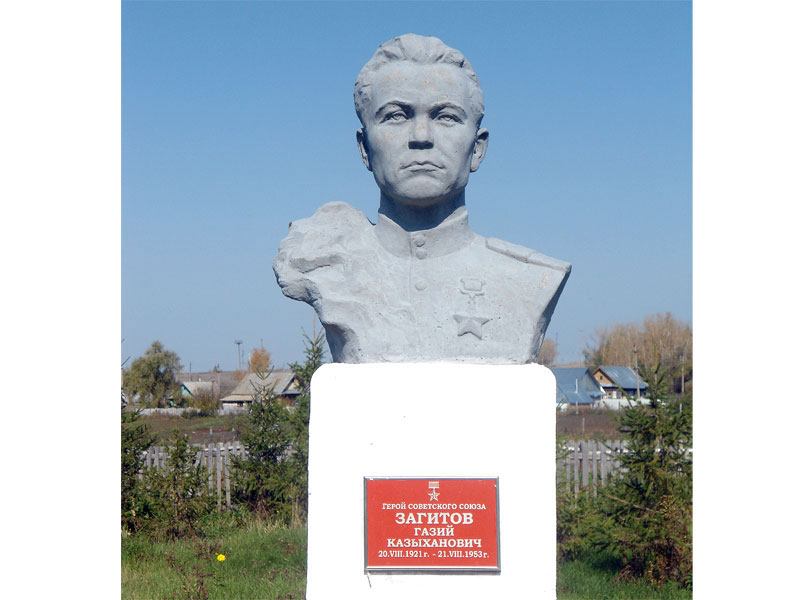 ГЕРОЙ СОВЕТСКОГО СОЮЗА
ЗАГИТОВ
ГАЗИЙ
КАЗЫХАНОВИЧ
20.VIII.1921 г. - 21.VIII.1953 г.